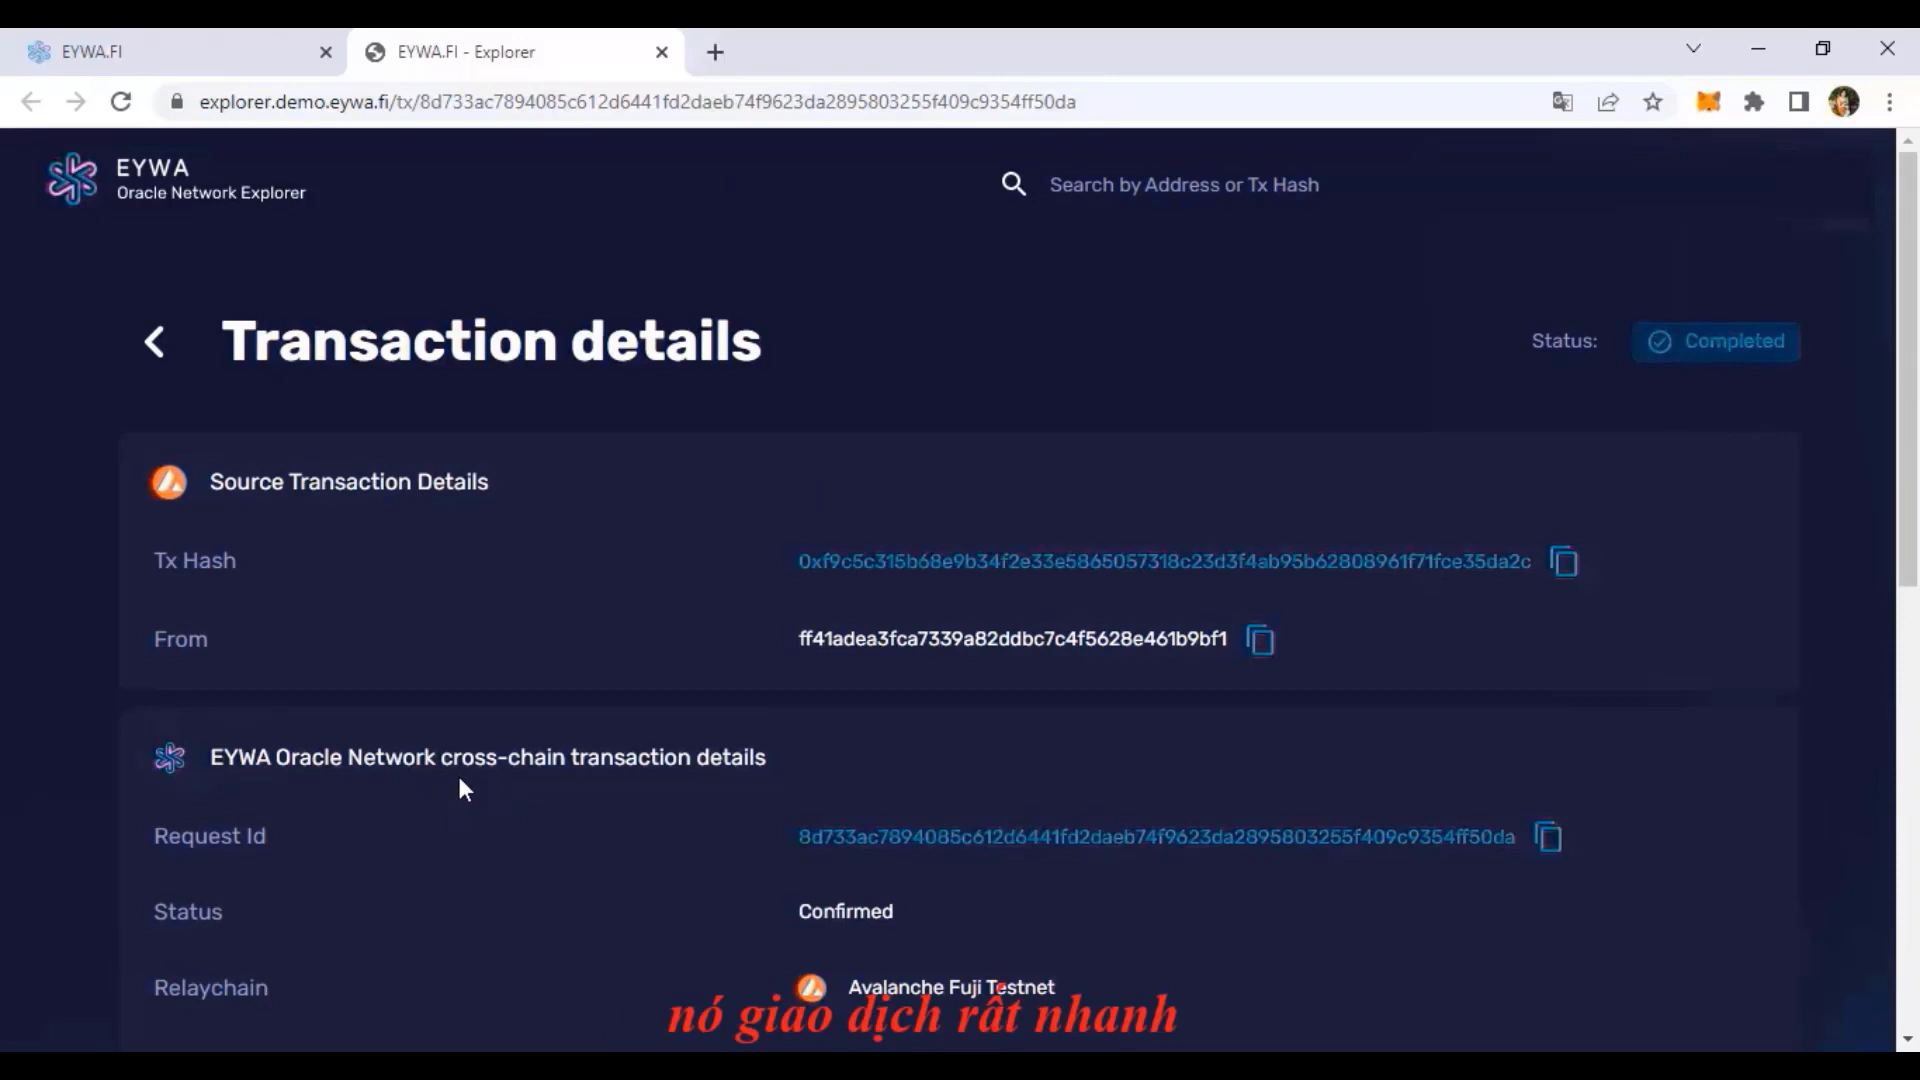 EYWA.FI
EYWA.FI - Explorer
explorer.demo.eywa.fi/tx/8d733ac7894085c612d6441fd2daeb74f9623da2895803255f409c9354ff50da
EYWA
Oracle Network Explorer
Search by Address or Tx Hash
Transaction details
Status:
Completed
Source Transaction Details
Tx Hash
0xf9c5c315b68e9b34f2e33e5865057318c23d3f4ab95b62808961f71fce35da2c
From
ff41adea3fca7339a82ddbc7c4f5628e461b9bf1
EYWA Oracle Network cross-chain transaction details
Request Id
8d733ac7894085c612d6441fd2daeb74f9623da2895803255f409c9354ff50da
Status
Confirmed
Relaychain
Avalanche Fuji Testnet
nó giao dịch rất nhanh